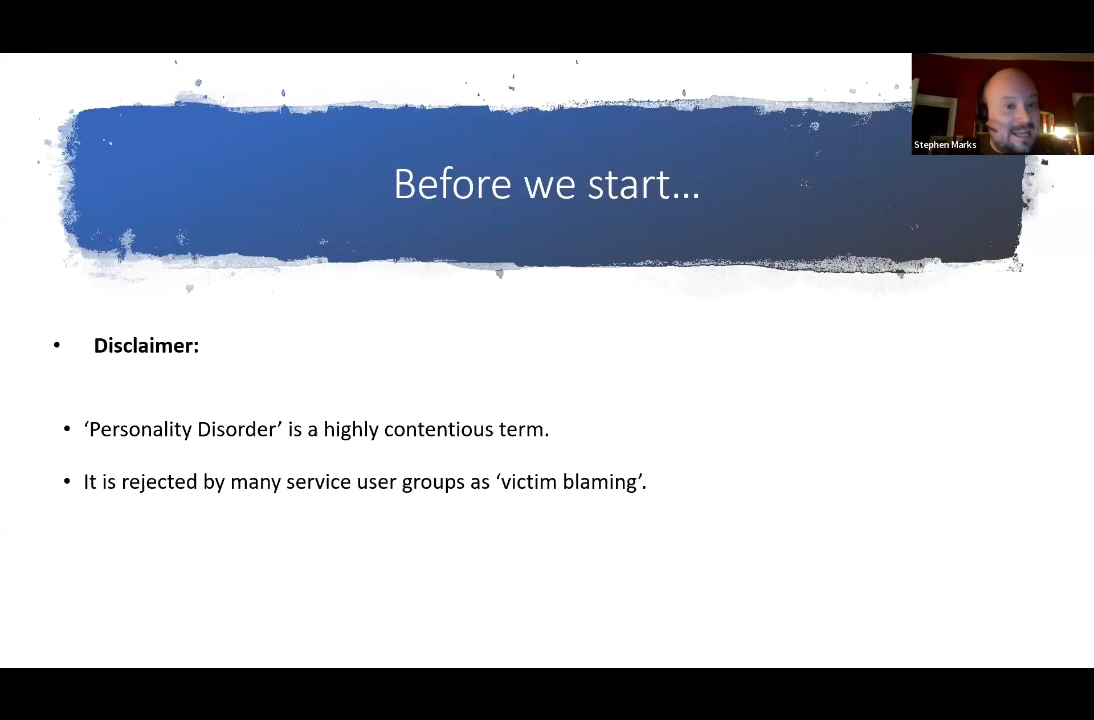 Stephen Marks
Before we start…
• Disclaimer:
• ‘Personality Disorder’ is a highly contentious term.
• It is rejected by many service user groups as ‘victim blaming’.